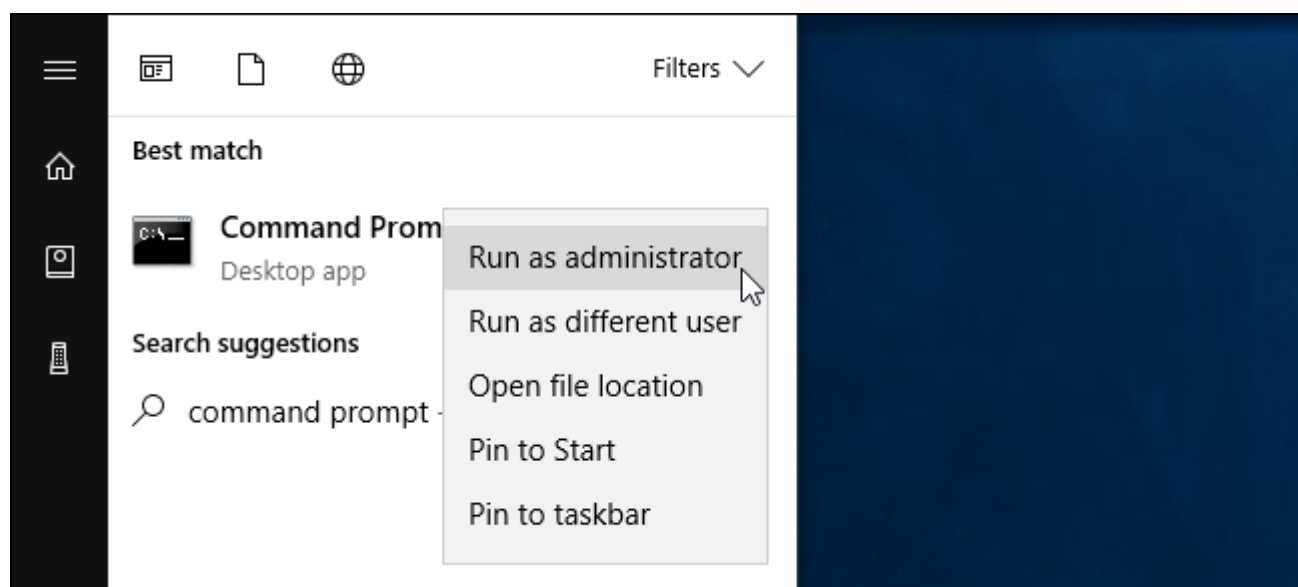 Filters
Best match
Command Prom
Desktop app
Search suggestions
command prompt -
Run as administrator
Run as different user
Open file location
Pin to Start
Pin to taskbar
C:\_